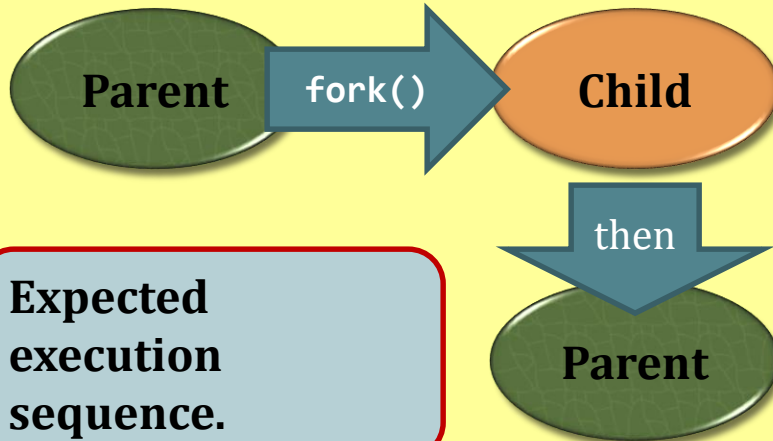 Parent
fork()
Child
then
Expected
execution
sequence.
Parent